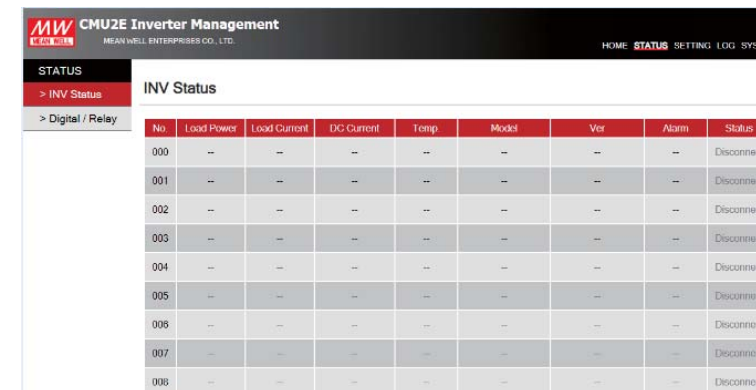 MW CMU2E Inverter Management
MEAN WELL MEAN WELL ENTERPRISES CO., LTD.
HOME STATUS SETTING LOG SYS
STATUS
> INV Status
> Digital / Relay
INV Status
No. Load Power Load Current DC Current Temp. Model Ver Alarm Status
000 -- -- -- -- -- -- -- Disconne
001 -- -- -- -- -- -- -- Disconne
002 -- -- -- -- -- -- -- Disconne
003 -- -- -- -- -- -- -- Disconne
004 -- -- -- -- -- -- -- Disconne
005 -- -- -- -- -- -- -- Disconne
006 -- -- -- -- -- -- -- Disconne
007 -- -- -- -- -- -- -- Disconne
008 -- -- -- -- -- -- -- Disconne